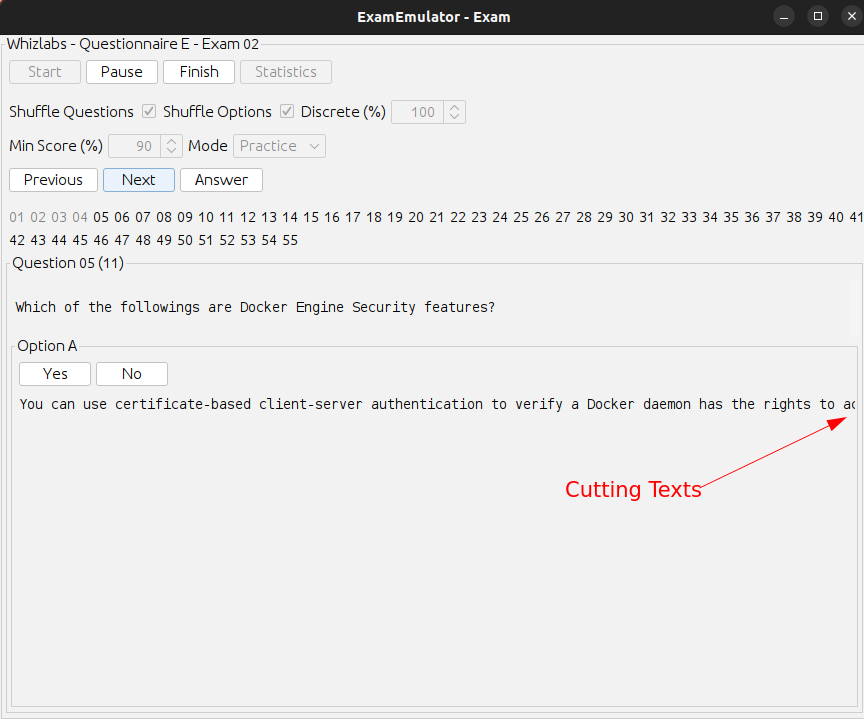 ExamEmulator - Exam
Whizlabs - Questionnaire E - Exam 02
Start Pause Finish Statistics
Shuffle Questions Shuffle Options Discrete (%) 100
Min Score (%) 90 Mode Practice
Previous Next Answer
01 02 03 04 05 06 07 08 09 10 11 12 13 14 15 16 17 18 19 20 21 22 23 24 25 26 27 28 29 30 31 32 33 34 35 36 37 38 39 40 41
42 43 44 45 46 47 48 49 50 51 52 53 54 55
Question 05 (11)
Which of the followings are Docker Engine Security features?
Option A
Yes No
You can use certificate-based client-server authentication to verify a Docker daemon has the rights to
Cutting Texts